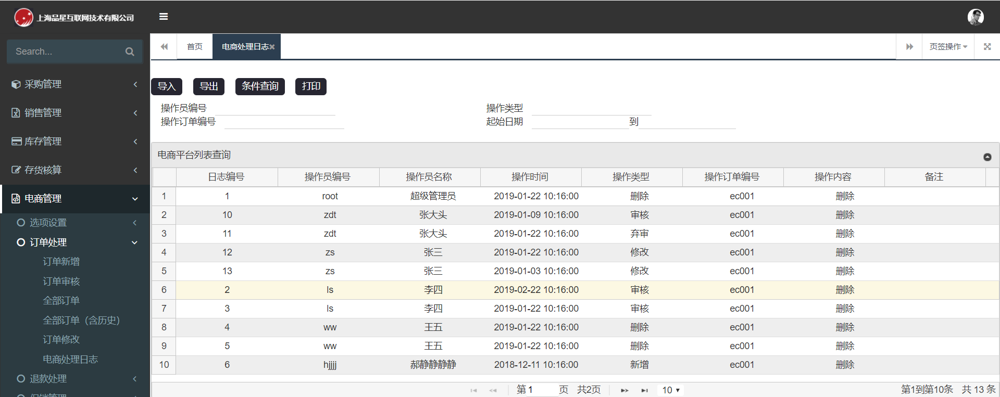 上海品星互联网技术有限公司
Search...
采购管理
销售管理
库存管理
存货核算
电商管理
选项设置
订单处理
订单新增
订单审核
全部订单
全部订单（含历史）
订单修改
电商处理日志
退款处理
首页 电商处理日志 页签操作
导入 导出 条件查询 打印
操作员编号 操作类型
操作订单编号 起始日期 到
电商平台列表查询
日志编号 操作员编号 操作员名称 操作时间 操作类型 操作订单编号 操作内容 备注
1 1 root 超级管理员 2019-01-22 10:16:00 删除 ec001 删除
2 10 zdt 张大头 2019-01-09 10:16:00 审核 ec001 删除
3 11 zdt 张大头 2019-01-22 10:16:00 弃审 ec001 删除
4 12 zs 张三 2019-01-22 10:16:00 修改 ec001 删除
5 13 zs 张三 2019-01-03 10:16:00 修改 ec001 删除
6 2 ls 李四 2019-02-22 10:16:00 审核 ec001 删除
7 3 ls 李四 2019-01-22 10:16:00 审核 ec001 删除
8 4 ww 王五 2019-01-22 10:16:00 删除 ec001 删除
9 5 ww 王五 2019-01-22 10:16:00 删除 ec001 删除
10 6 hjjjj 郝静静静静 2018-12-11 10:16:00 新增 ec001 删除
第 1 页 共2页 10 第1到第10条 共 13 条